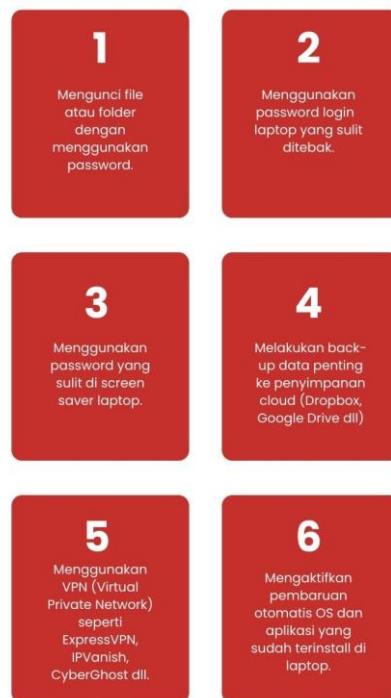 1
Mengunci file
atau folder
dengan
menggunakan
password.
2
Menggunakan
password login
laptop yang sulit
ditebak.
3
Menggunakan
password yang
sulit di screen
saver laptop.
4
Melakukan back-
up data penting
ke penyimpanan
cloud (Dropbox,
Google Drive dll)
5
Menggunakan
VPN (Virtual
Private Network)
seperti
ExpressVPN,
IPVanish,
CyberGhost dll.
6
Mengaktifkan
pembaruan
otomatis OS dan
aplikasi yang
sudah terinstall di
laptop.